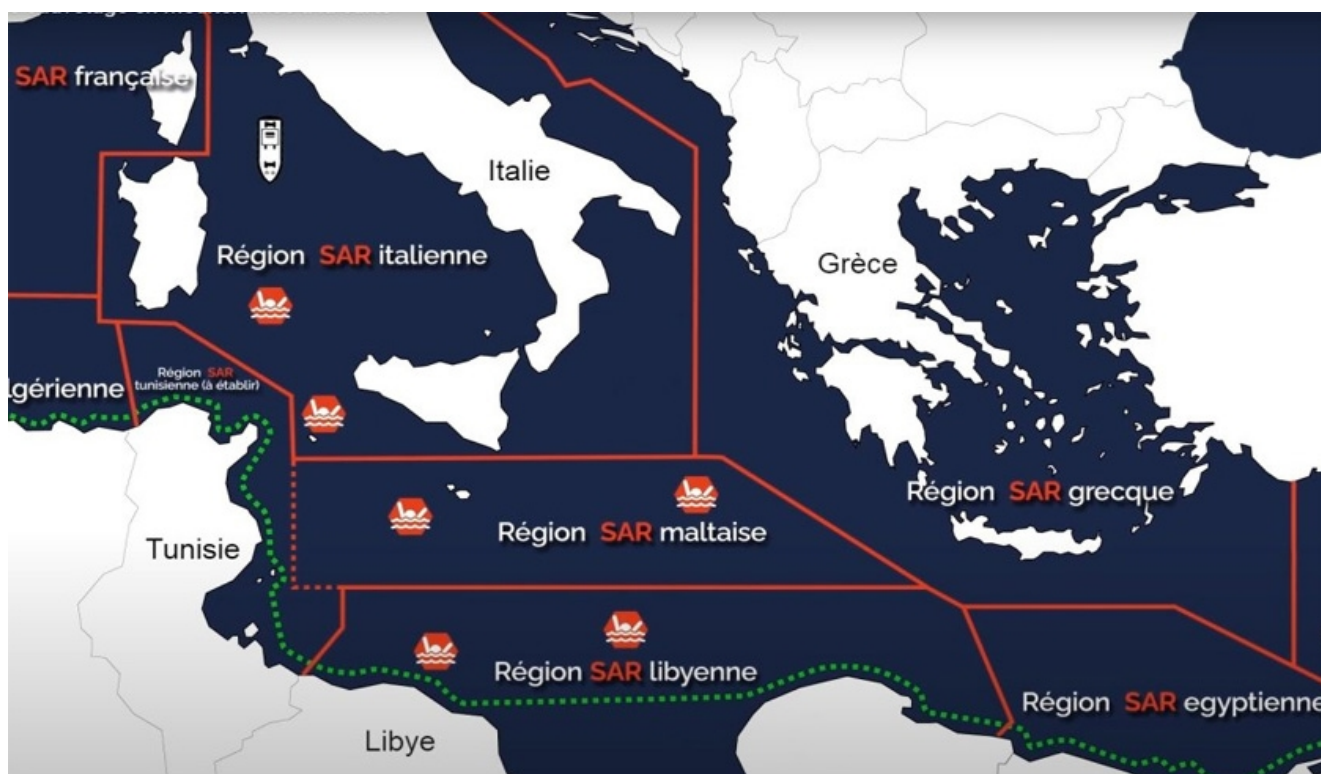 SAR française
Italie
Région SAR italienne
Grèce
Région SAR
tunisienne (à établir)
lgérienne
Région SAR grecque
Région SAR maltaise
Tunisie
Région SAR libyenne
Région SAR egyptienne
Libye